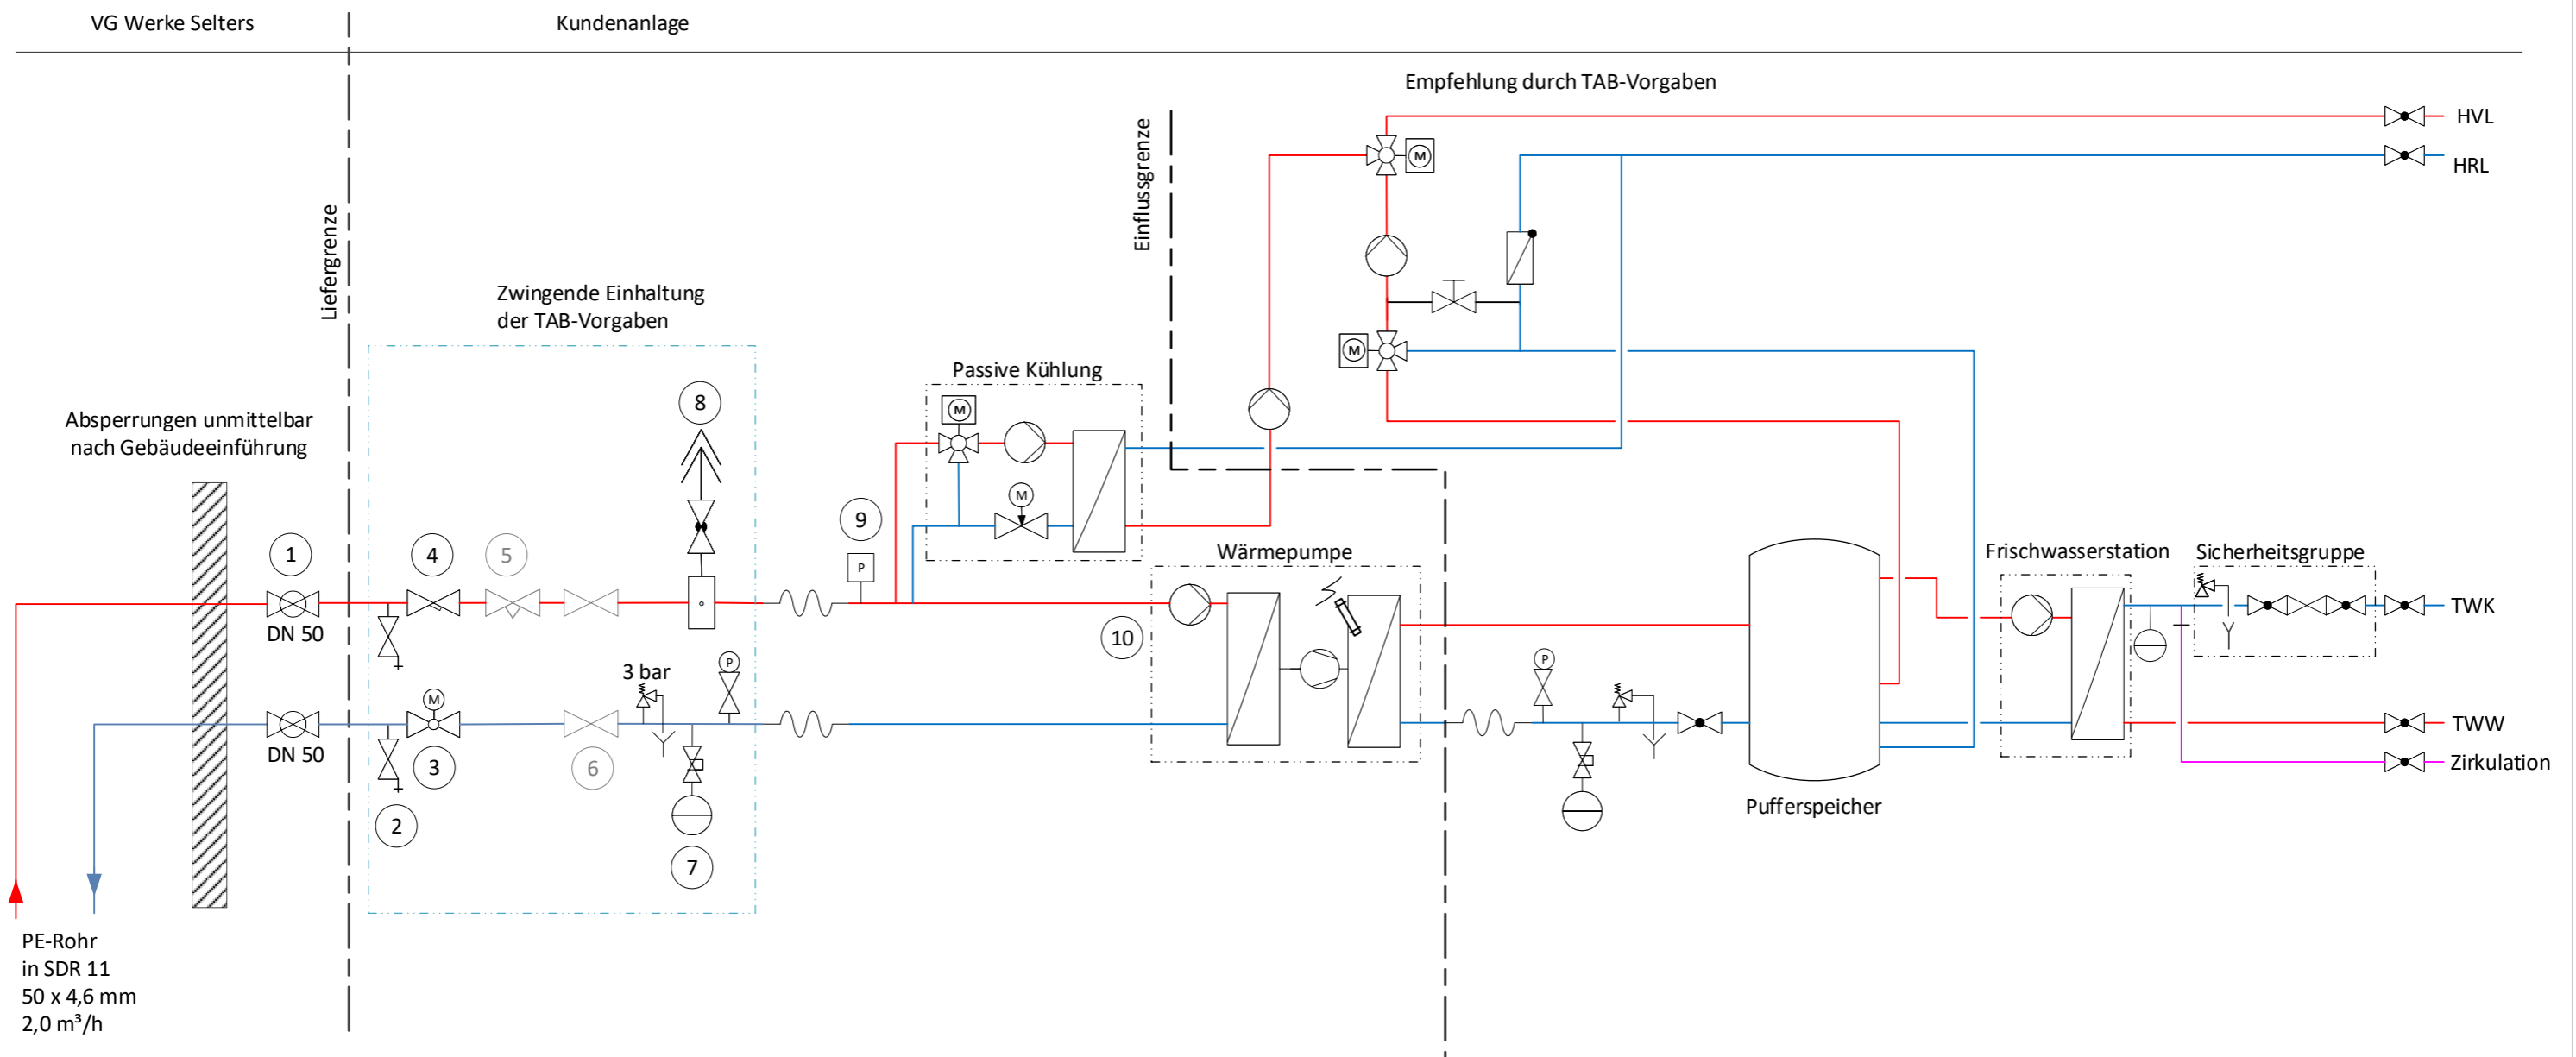 VG Werke Selters
Kundenanlage
Empfehlung durch TAB-Vorgaben
HVL
HRL
M
Einflussgrenze
Liefergrenze
Zwingende Einhaltung
der TAB-Vorgaben
M
Passive Kühlung
M
8
Absperrungen unmittelbar
nach Gebäudeeinführung
M
9
P
1
4
5
Wärmepumpe
Frischwasserstation
Sicherheitsgruppe
DN 50
10
TWK
3 bar
P
P
M
TWW
DN 50
3
6
Zirkulation
2
7
Pufferspeicher
PE-Rohr
in SDR 11
50 x 4,6 mm
2,0 m³/h